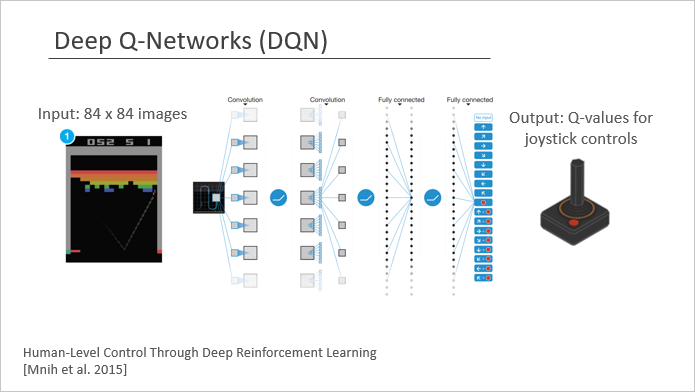 Deep Q-Networks (DQN)
Input: 84 x 84 images
Convolution
Convolution
Fully connected
Fully connected
Output: Q-values for
joystick controls
1
052 5 1
No input
Human-Level Control Through Deep Reinforcement Learning
[Mnih et al. 2015]